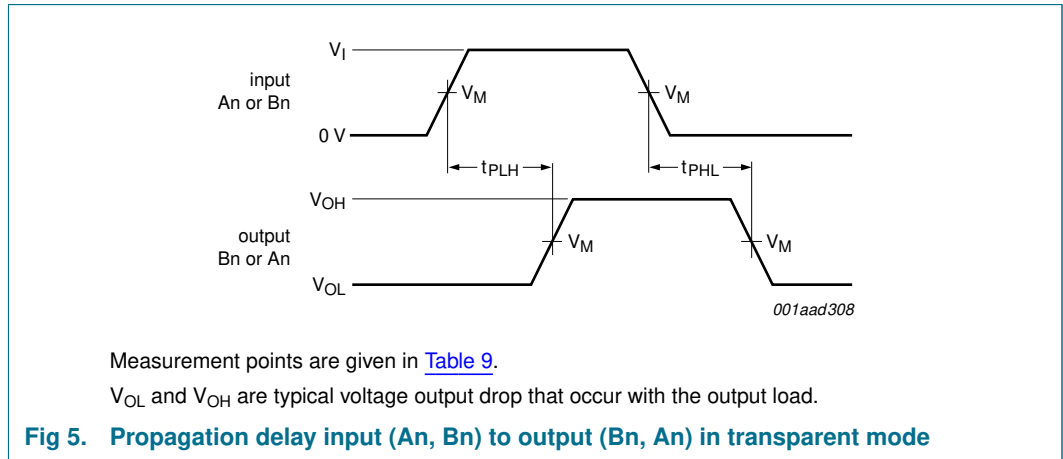 V_I
input
An or Bn
V_M
V_M
0 V
t_PLH
t_PHL
V_OH
output
Bn or An
V_M
V_M
V_OL
001aad308
Measurement points are given in Table 9.
V_OL and V_OH are typical voltage output drop that occur with the output load.
Fig 5. Propagation delay input (An, Bn) to output (Bn, An) in transparent mode